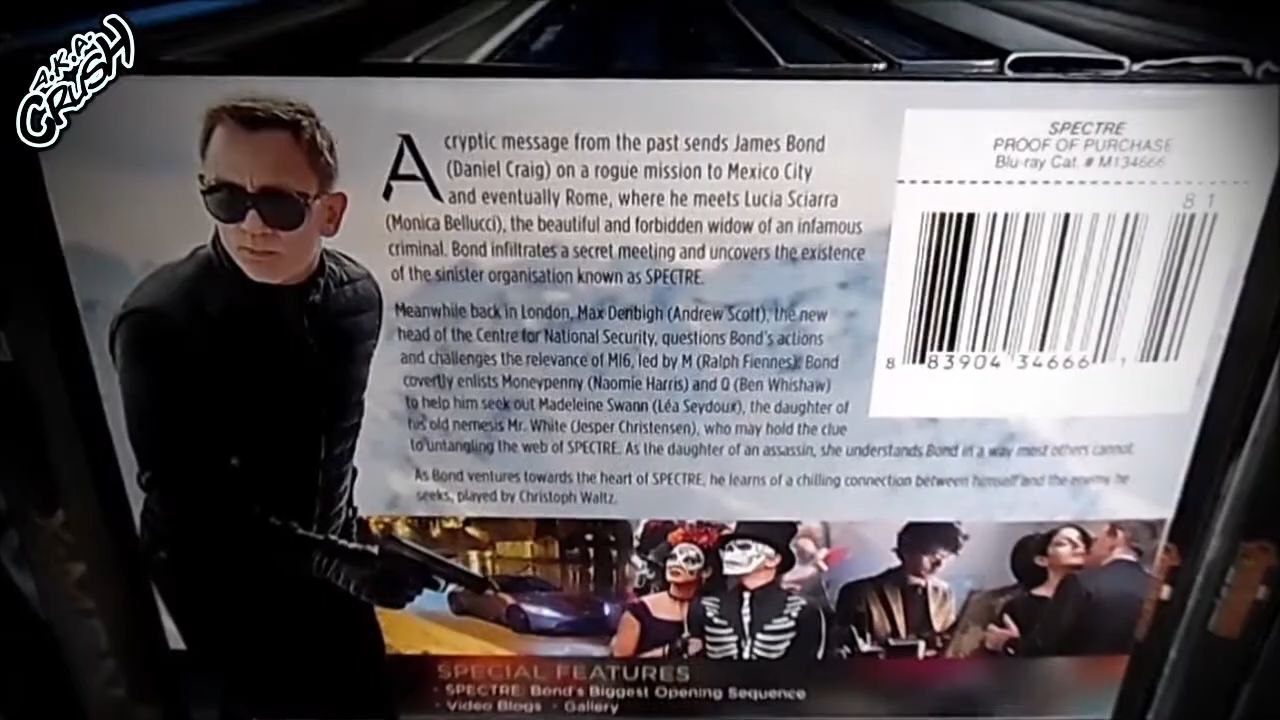 A.K.A.
CRUSH
A cryptic message from the past sends James Bond
(Daniel Craig) on a rogue mission to Mexico City
and eventually Rome, where he meets Lucia Sciarra
(Monica Bellucci), the beautiful and forbidden widow of an infamous
criminal. Bond infiltrates a secret meeting and uncovers the existence
of the sinister organisation known as SPECTRE.
Meanwhile back in London, Max Denbigh (Andrew Scott), the new
head of the Centre for National Security, questions Bond's actions
and challenges the relevance of MI6, led by M (Ralph Fiennes). Bond
covertly enlists Moneypenny (Naomie Harris) and Q (Ben Whishaw)
to help him seek out Madeleine Swann (Léa Seydoux), the daughter of
his old nemesis Mr. White (Jesper Christensen), who may hold the clue
to untangling the web of SPECTRE. As the daughter of an assassin, she understands Bond in a way most others cannot.
As Bond ventures towards the heart of SPECTRE, he learns of a chilling connection between himself and the enemy he
seeks, played by Christoph Waltz.
SPECTRE
PROOF OF PURCHASE
Blu-ray Cat. # M134666
81
8 83904 34666 1
SPECIAL FEATURES
· SPECTRE: Bond's Biggest Opening Sequence
· Video Blogs · Gallery